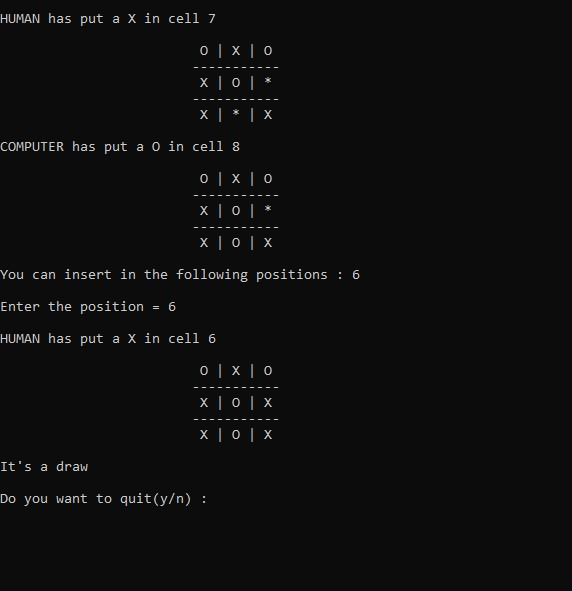 HUMAN has put a X in cell 7
O | X | O
-----------
X | O | *
-----------
X | * | X
COMPUTER has put a O in cell 8
O | X | O
-----------
X | O | *
-----------
X | O | X
You can insert in the following positions : 6
Enter the position = 6
HUMAN has put a X in cell 6
O | X | O
-----------
X | O | X
-----------
X | O | X
It's a draw
Do you want to quit(y/n) :